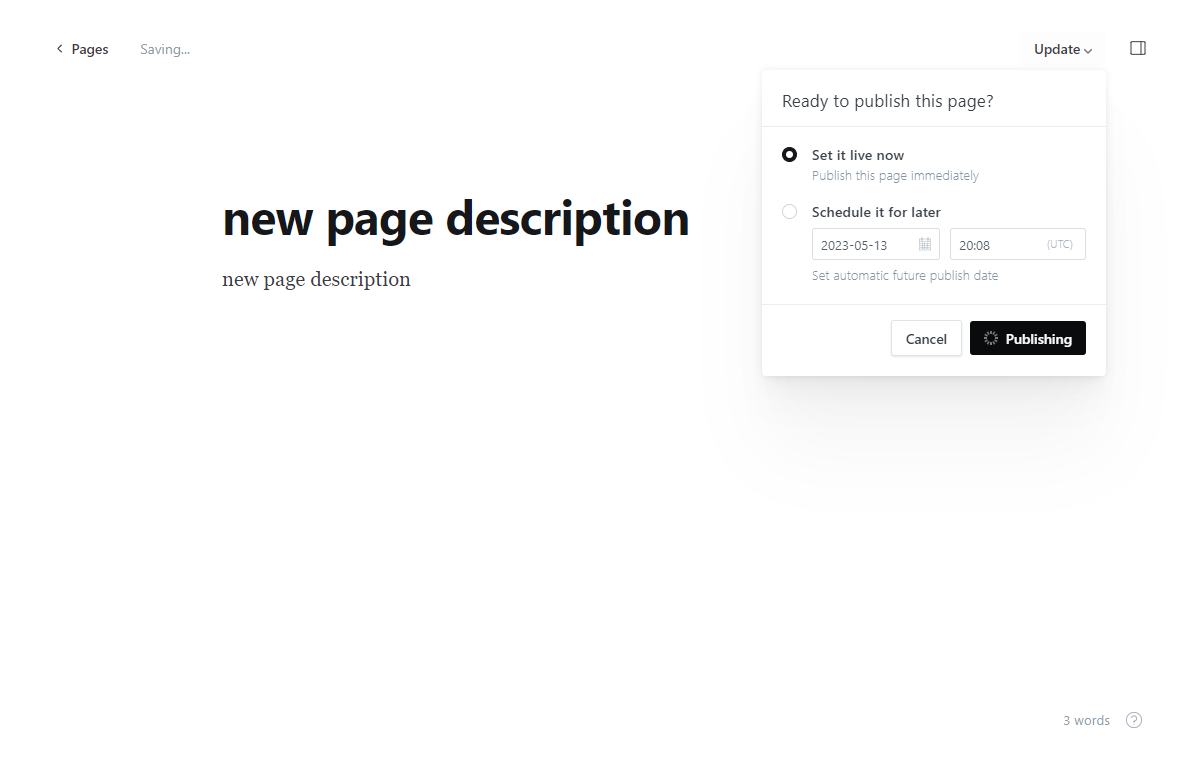 Pages
Saving...
Update
Ready to publish this page?
Set it live now
Publish this page immediately
new page description
Schedule it for later
2023-05-13
20:08
(UTC)
new page description
Set automatic future publish date
Cancel
Publishing
3 words
?